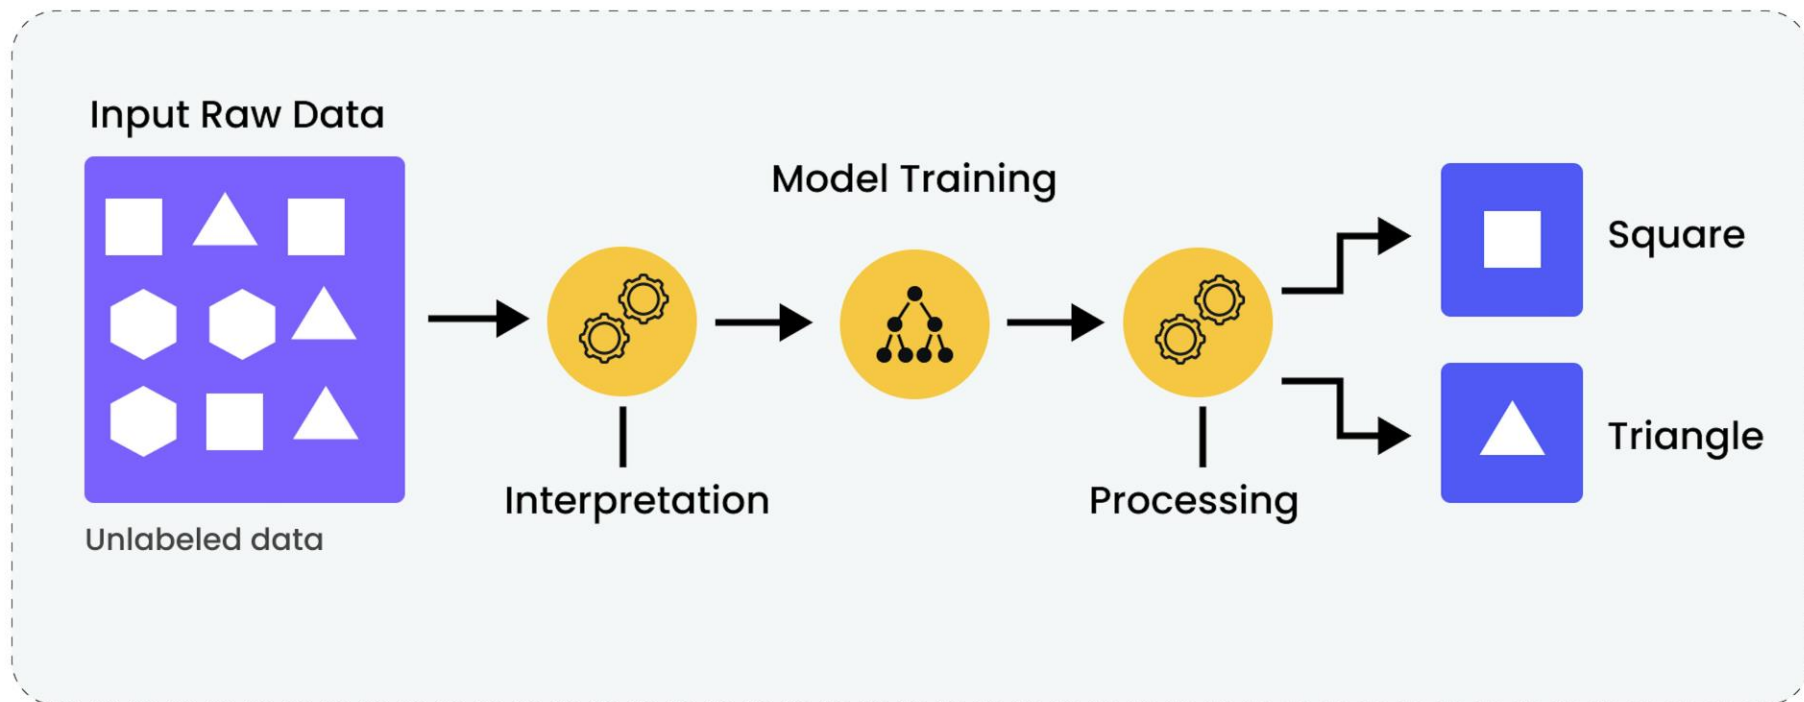 Input Raw Data
Unlabeled data
Interpretation
Model Training
Processing
Square
Triangle